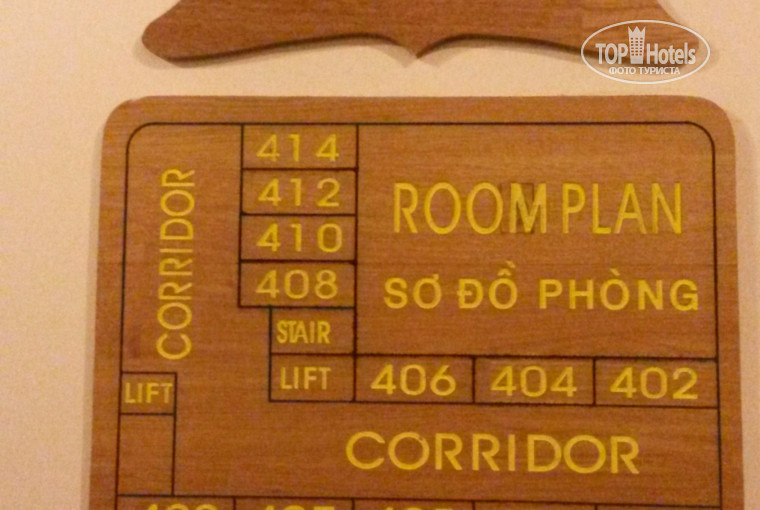 TOP Hotels
ФОТО ТУРИСТА
414
412
410
408
STAIR
LIFT
CORRIDOR
LIFT
ROOM PLAN
SƠ ĐỒ PHÒNG
406 404 402
CORRIDOR